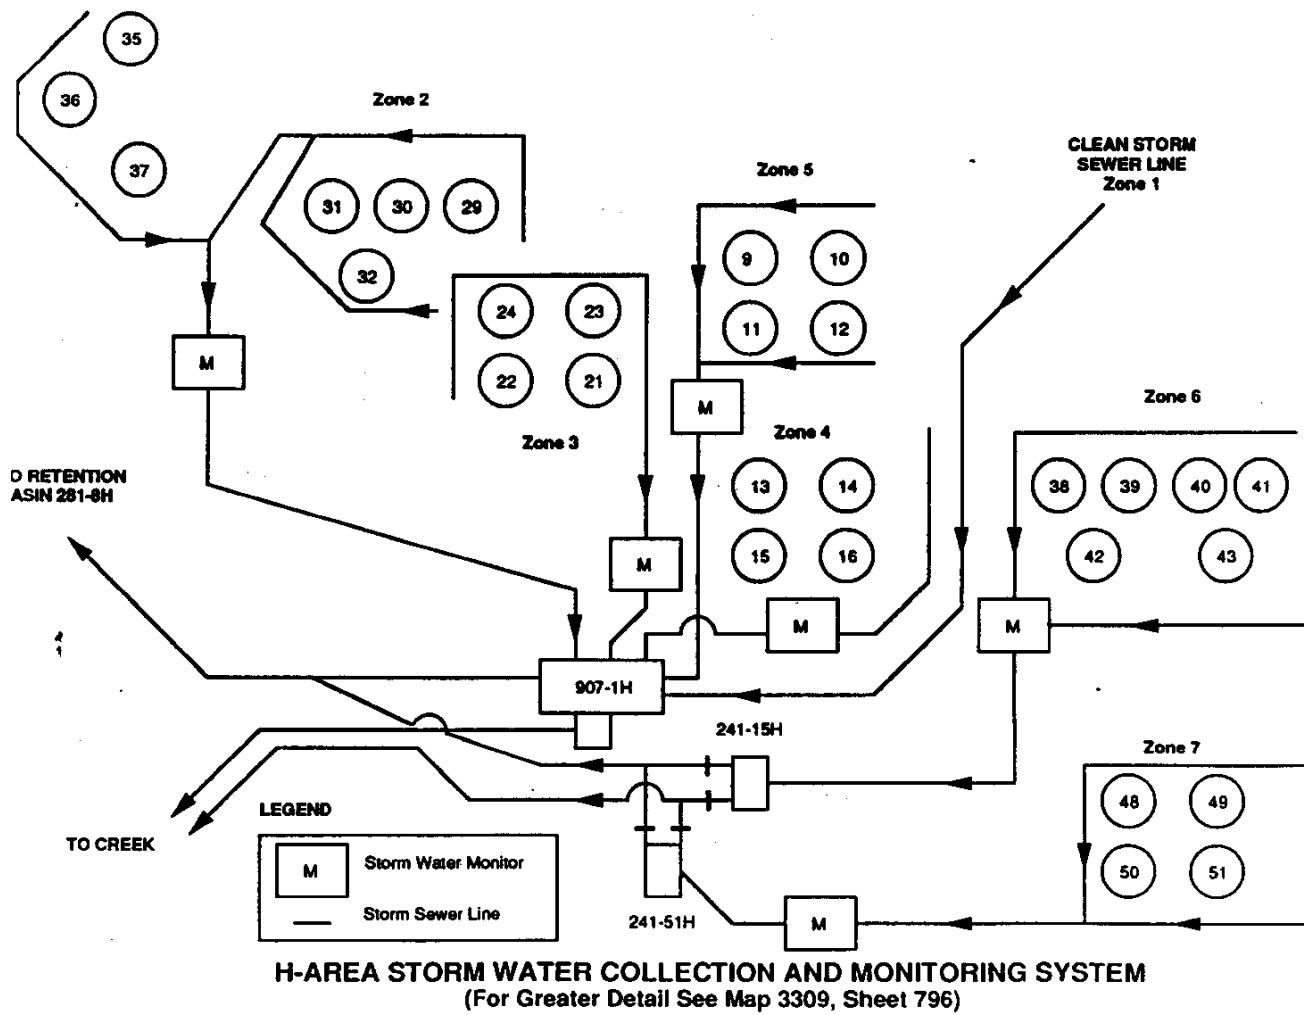 35
36
37
Zone 2
31
30
29
32
Zone 5
9
10
11
12
CLEAN STORM
SEWER LINE
Zone 1
24
23
22
21
Zone 3
M
M
Zone 4
13
14
15
16
M
M
Zone 6
38
39
40
41
42
43
M
D RETENTION
ASIN 281-8H
907-1H
241-15H
Zone 7
48
49
50
51
TO CREEK
LEGEND
M Storm Water Monitor
Storm Sewer Line
241-51H
M
H-AREA STORM WATER COLLECTION AND MONITORING SYSTEM
(For Greater Detail See Map 3309, Sheet 796)